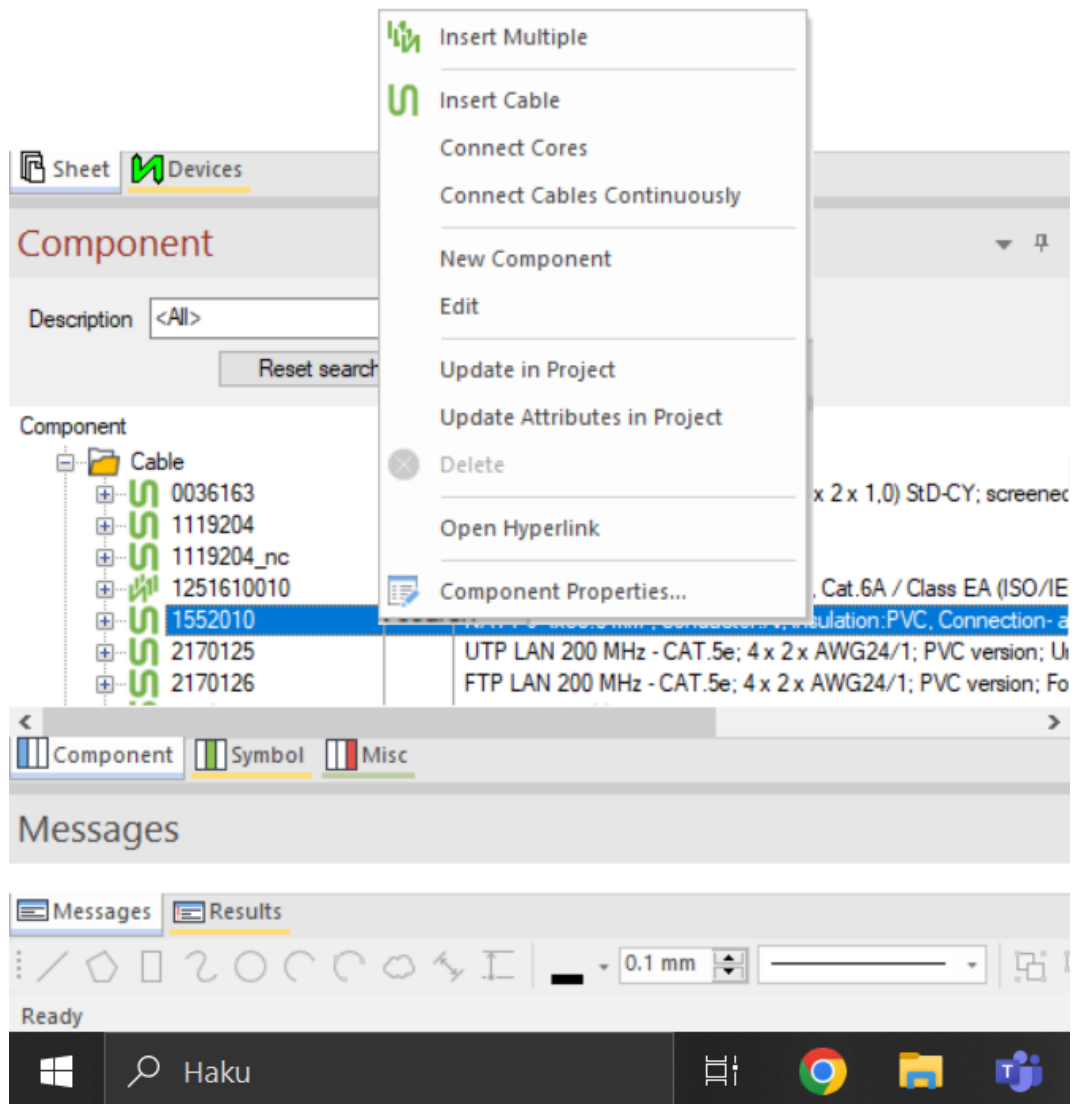 Insert Multiple
Insert Cable
Connect Cores
Connect Cables Continuously
New Component
Edit
Update in Project
Update Attributes in Project
Delete
Open Hyperlink
Component Properties...
Sheet Devices
Component
Description <All>
Reset search
Component
Cable
0036163 x 2 x 1,0) StD-CY; screened
1119204
1119204_nc
1251610010 , Cat.6A / Class EA (ISO/IE
1552010 Insulation:PVC, Connection- a
2170125 UTP LAN 200 MHz - CAT.5e; 4 x 2 x AWG24/1; PVC version; Un
2170126 FTP LAN 200 MHz - CAT.5e; 4 x 2 x AWG24/1; PVC version; Fo
Component Symbol Misc
Messages
Messages Results
0.1 mm
Ready
Haku